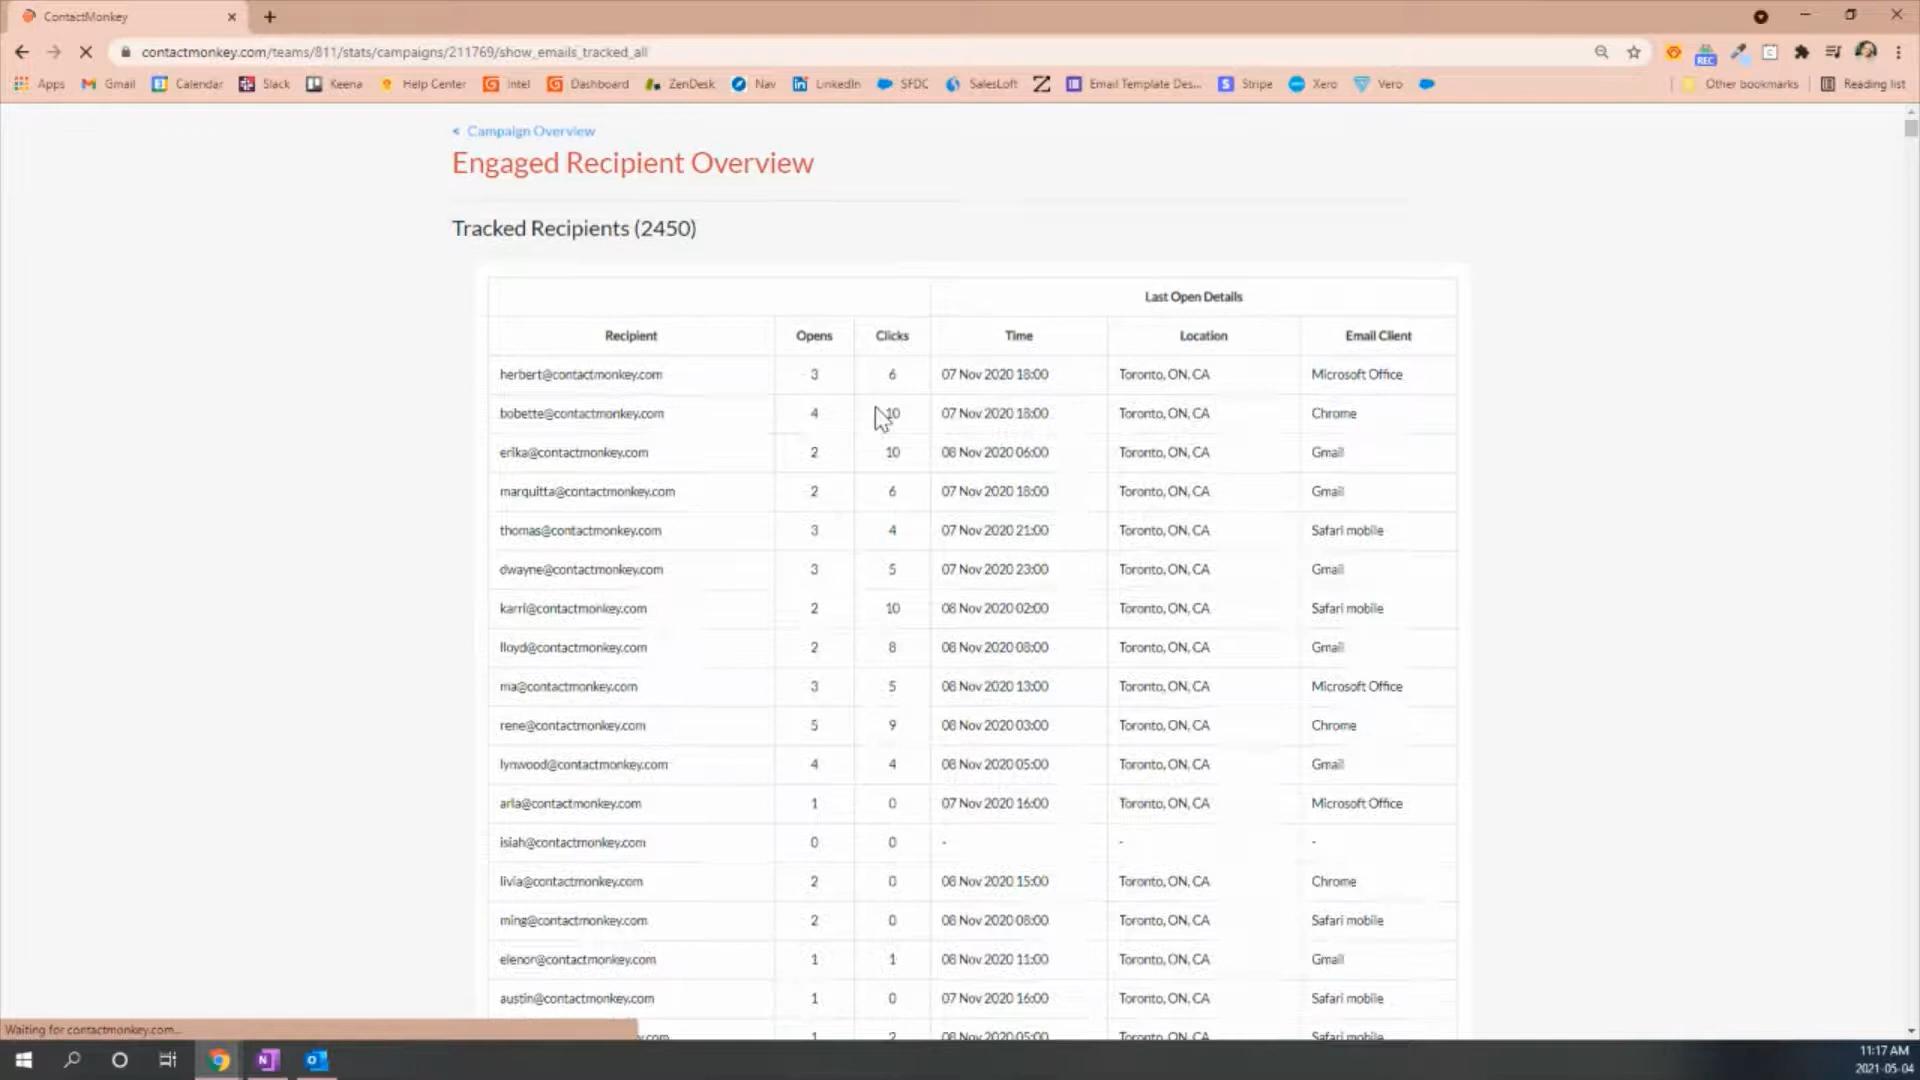 ContactMonkey
contactmonkey.com/teams/811/stats/campaigns/211769/show_emails_tracked_all
REC
Apps Gmail Calendar Slack Keena Help Center Intel Dashboard ZenDesk Nav LinkedIn SFDC SalesLoft Email Template Des... Stripe Xero Vero Other bookmarks Reading list
< Campaign Overview
Engaged Recipient Overview
Tracked Recipients (2450)
Last Open Details
Recipient Opens Clicks Time Location Email Client
herbert@contactmonkey.com 3 6 07 Nov 2020 18:00 Toronto, ON, CA Microsoft Office
bobette@contactmonkey.com 4 10 07 Nov 2020 18:00 Toronto, ON, CA Chrome
erika@contactmonkey.com 2 10 08 Nov 2020 06:00 Toronto, ON, CA Gmail
marquitta@contactmonkey.com 2 6 07 Nov 2020 18:00 Toronto, ON, CA Gmail
thomas@contactmonkey.com 3 4 07 Nov 2020 21:00 Toronto, ON, CA Safari mobile
dwayne@contactmonkey.com 3 5 07 Nov 2020 23:00 Toronto, ON, CA Gmail
karri@contactmonkey.com 2 10 08 Nov 2020 02:00 Toronto, ON, CA Safari mobile
lloyd@contactmonkey.com 2 8 08 Nov 2020 08:00 Toronto, ON, CA Gmail
ma@contactmonkey.com 3 5 08 Nov 2020 13:00 Toronto, ON, CA Microsoft Office
rene@contactmonkey.com 5 9 08 Nov 2020 03:00 Toronto, ON, CA Chrome
lynwood@contactmonkey.com 4 4 08 Nov 2020 05:00 Toronto, ON, CA Gmail
arla@contactmonkey.com 1 0 07 Nov 2020 16:00 Toronto, ON, CA Microsoft Office
isiah@contactmonkey.com 0 0 - - -
livia@contactmonkey.com 2 0 08 Nov 2020 15:00 Toronto, ON, CA Chrome
ming@contactmonkey.com 2 0 08 Nov 2020 08:00 Toronto, ON, CA Safari mobile
elenor@contactmonkey.com 1 1 08 Nov 2020 11:00 Toronto, ON, CA Gmail
austin@contactmonkey.com 1 0 07 Nov 2020 16:00 Toronto, ON, CA Safari mobile
1 2 08 Nov 2020 05:00 Toronto, ON, CA Safari mobile
Waiting for contactmonkey.com...
11:17 AM
2021-05-04